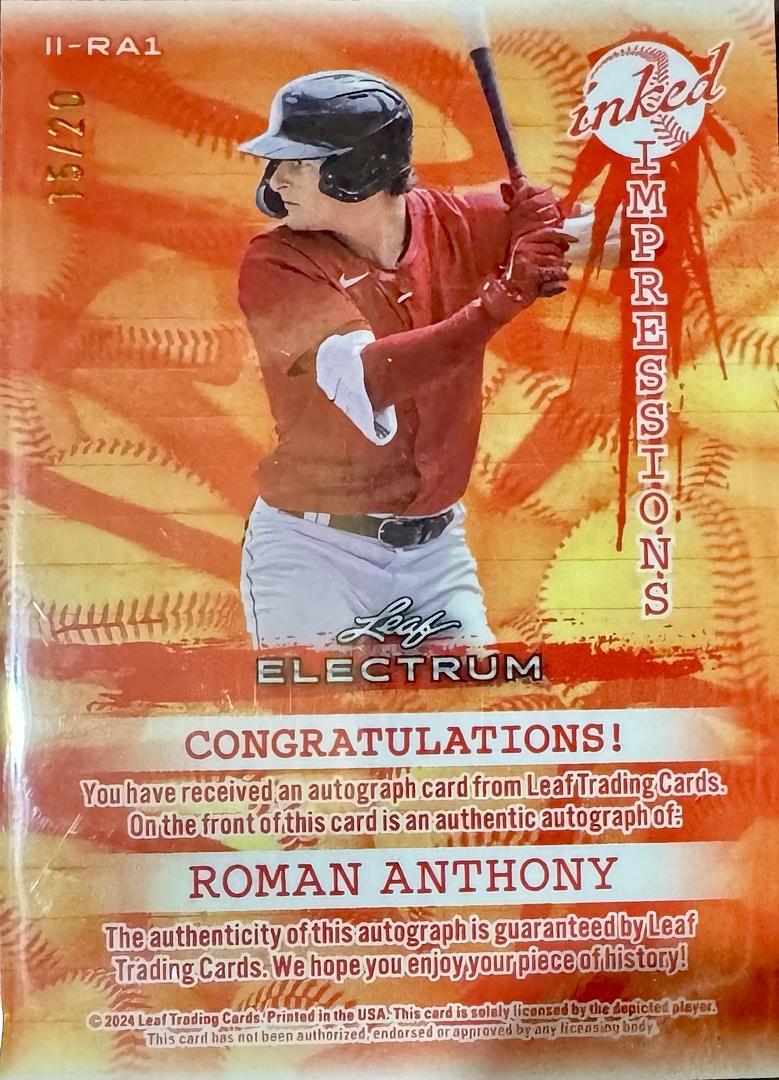 II-RA1
15/20
inked
IMPRESSIONS
Leaf
ELECTRUM
CONGRATULATIONS!
You have received an autograph card from Leaf Trading Cards.
On the front of this card is an authentic autograph of:
ROMAN ANTHONY
The authenticity of this autograph is guaranteed by Leaf
Trading Cards. We hope you enjoy your piece of history!
© 2024 Leaf Trading Cards. Printed in the USA. This card is solely licensed by the depicted player.
This card has not been authorized, endorsed or approved by any licensing body.